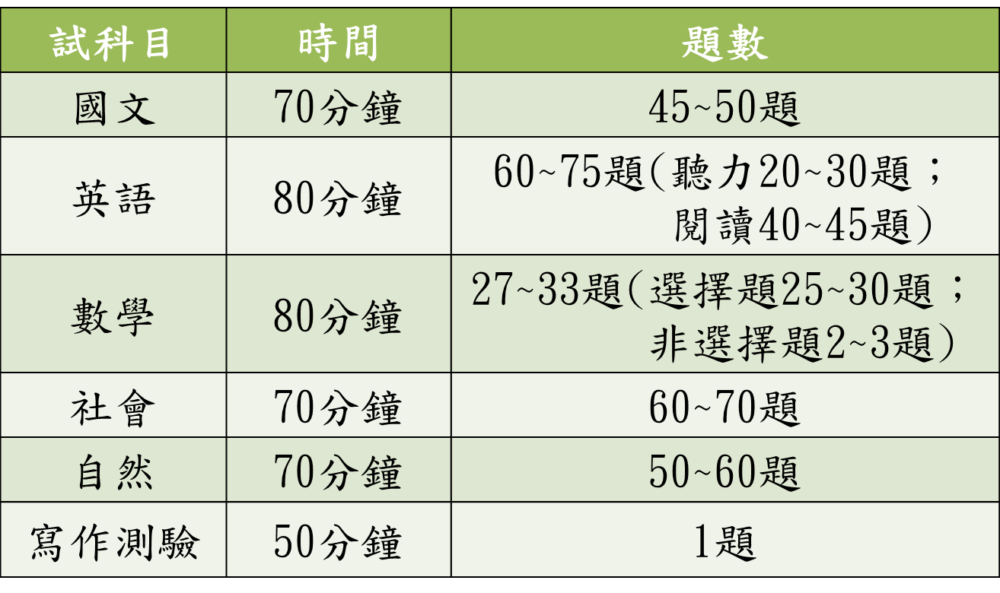 試科目 時間 題數
國文 70分鐘 45~50題
英語 80分鐘 60~75題(聽力20~30題；
閱讀40~45題)
數學 80分鐘 27~33題(選擇題25~30題；
非選擇題2~3題)
社會 70分鐘 60~70題
自然 70分鐘 50~60題
寫作測驗 50分鐘 1題